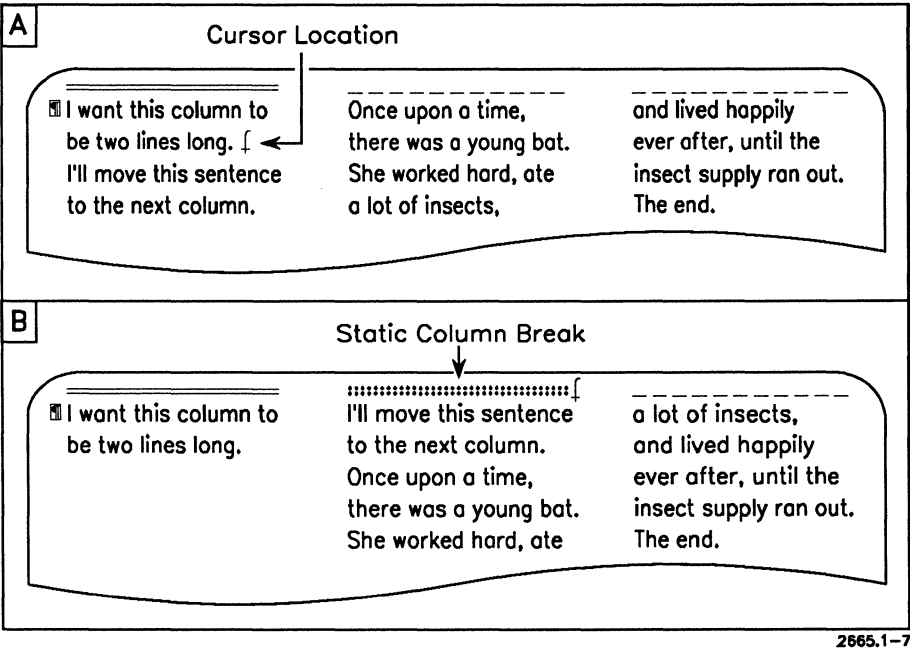 A
Cursor Location
¶ I want this column to
be two lines long.
I'll move this sentence
to the next column.
Once upon a time,
there was a young bat.
She worked hard, ate
a lot of insects,
and lived happily
ever after, until the
insect supply ran out.
The end.
B
Static Column Break
¶ I want this column to
be two lines long.
I'll move this sentence
to the next column.
Once upon a time,
there was a young bat.
She worked hard, ate
a lot of insects,
and lived happily
ever after, until the
insect supply ran out.
The end.
2665.1-7